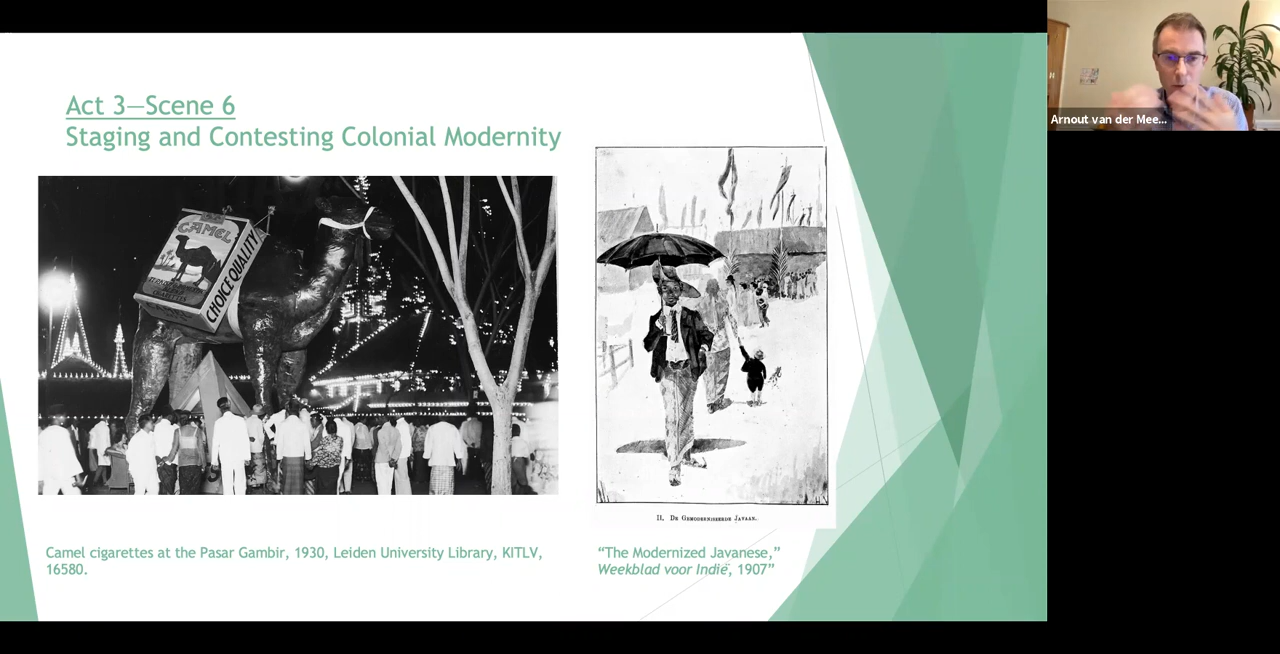 Act 3—Scene 6
Staging and Contesting Colonial Modernity
CAMEL
CHOICE QUALITY
II. De Gemoderniseerde Javaan.
Camel cigarettes at the Pasar Gambir, 1930, Leiden University Library, KITLV,
16580.
“The Modernized Javanese,”
Weekblad voor Indië, 1907”
Arnout van der Mee...